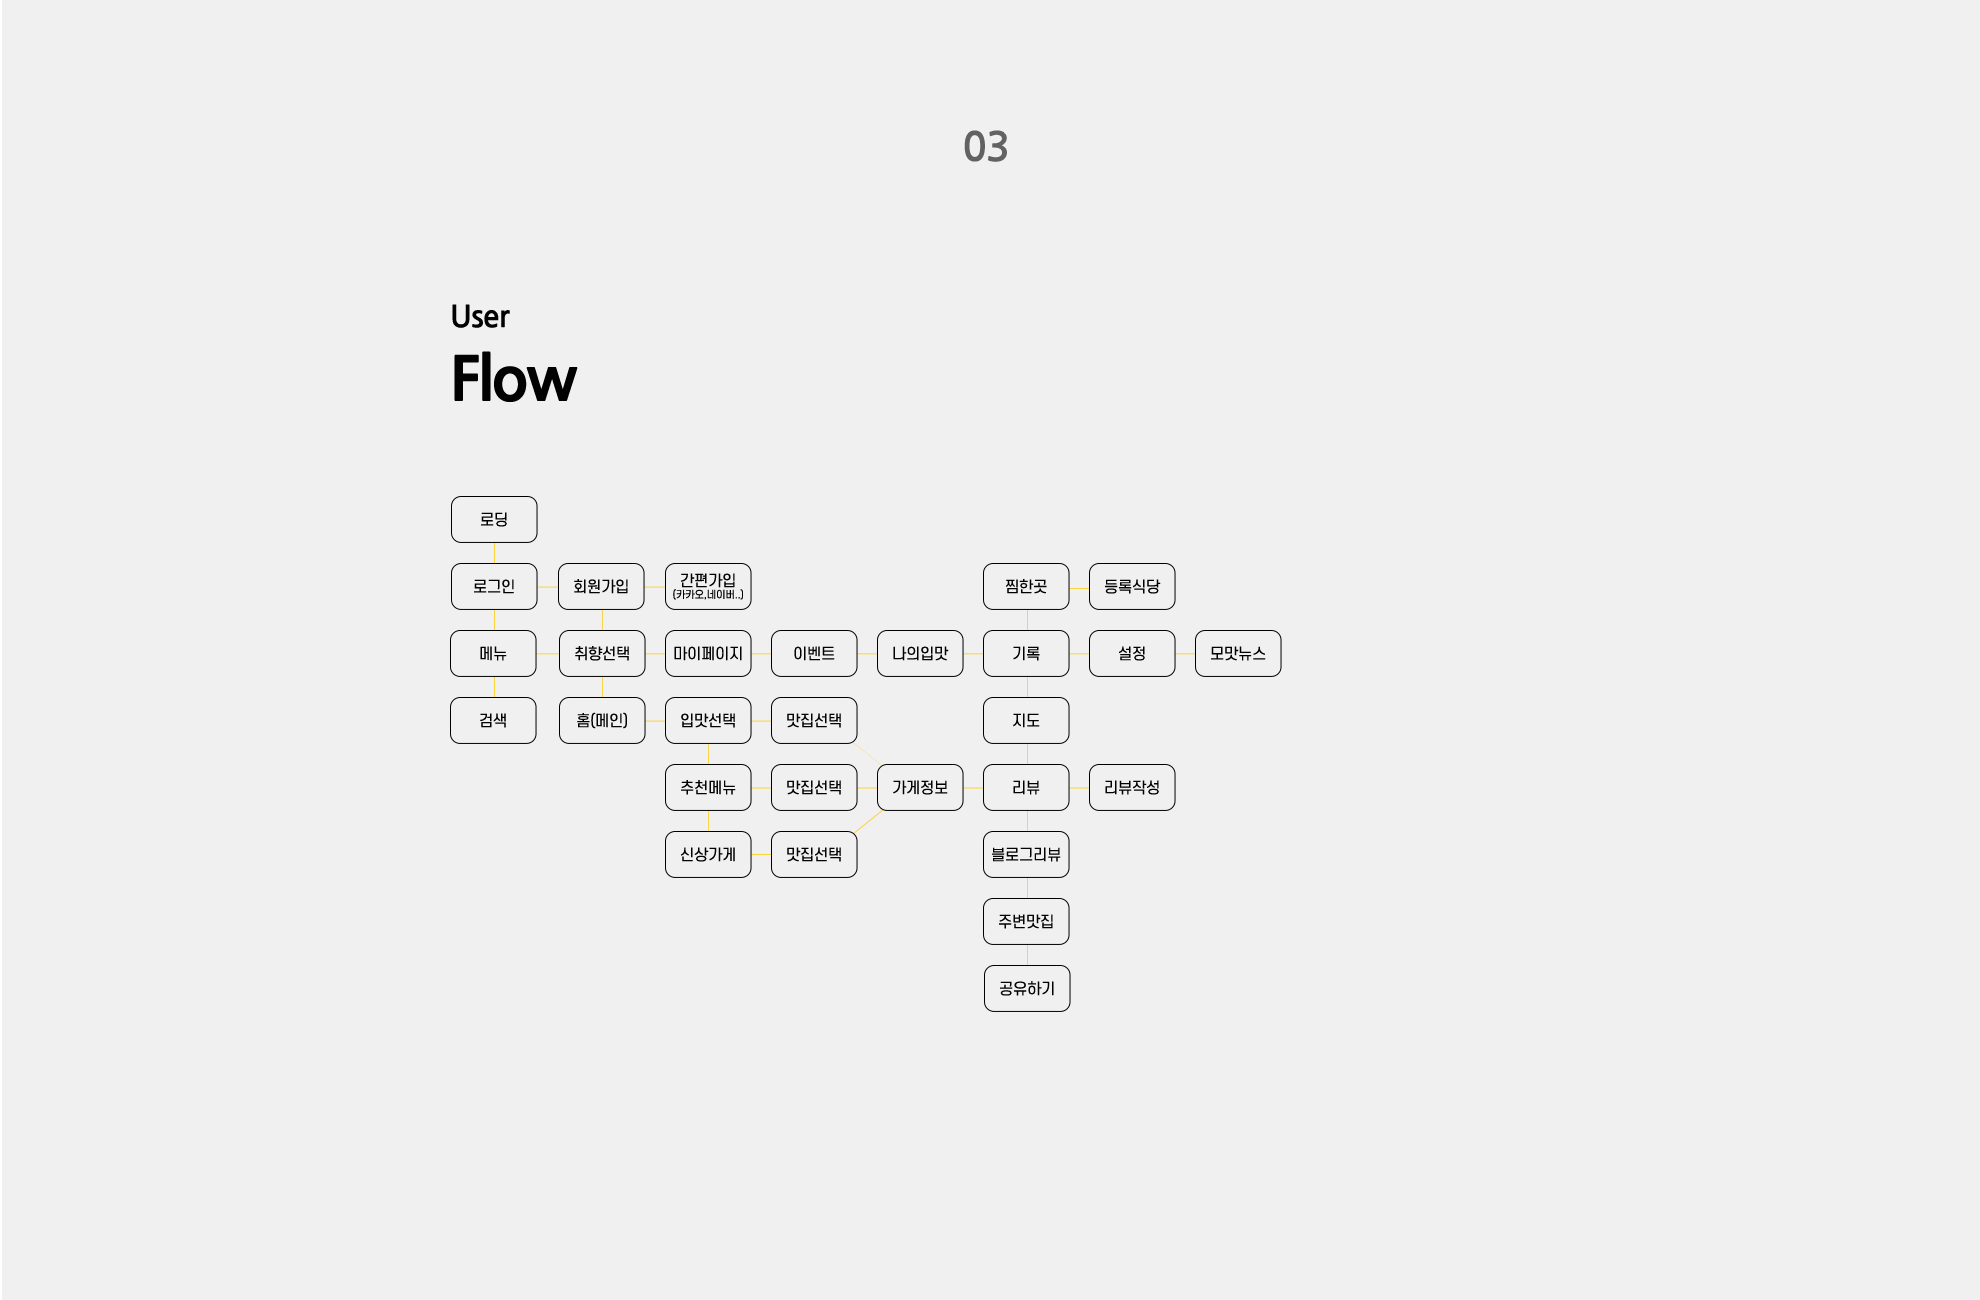 03
User
Flow
로딩
로그인
회원가입
간편가입
(카카오,네이버..)
찜한곳
등록식당
메뉴
취향선택
마이페이지
이벤트
나의입맛
기록
설정
모맛뉴스
검색
홈(메인)
입맛선택
맛집선택
지도
추천메뉴
맛집선택
가게정보
리뷰
리뷰작성
신상가게
맛집선택
블로그리뷰
주변맛집
공유하기